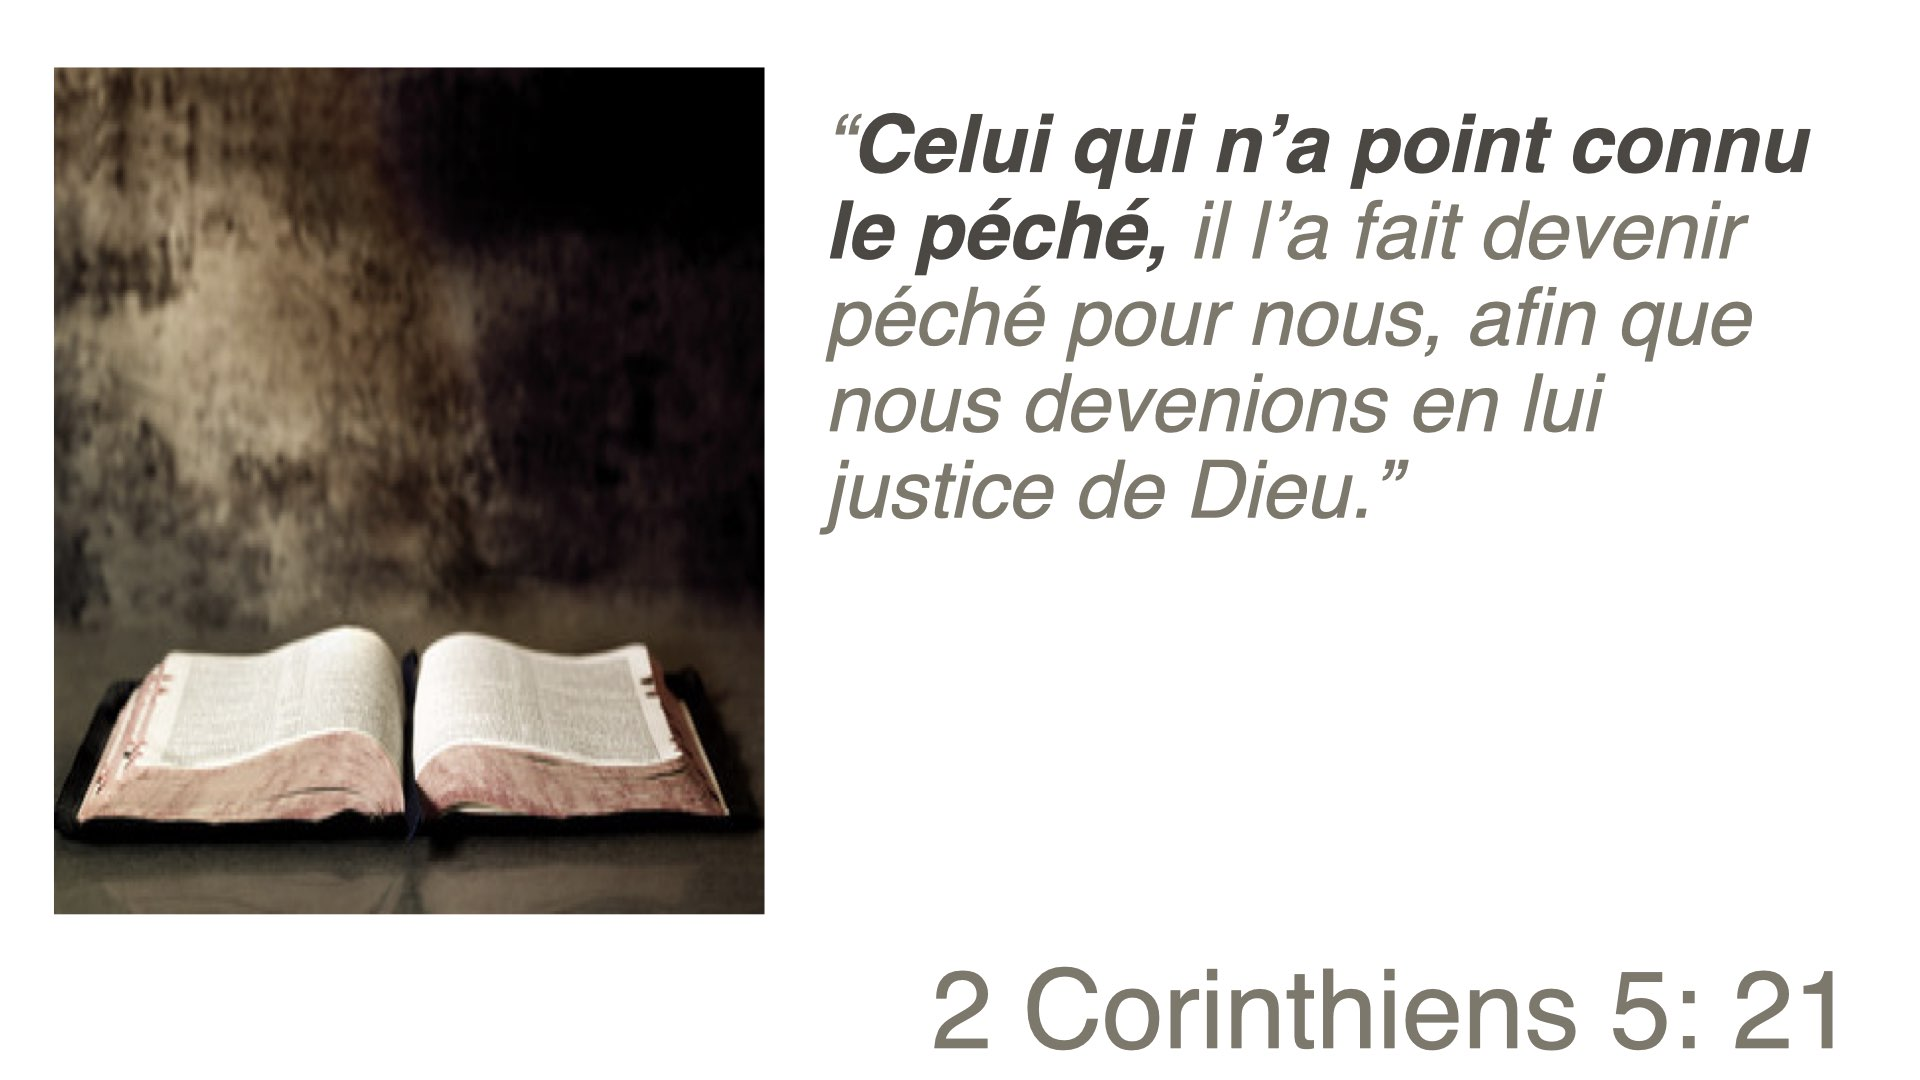 “Celui qui n’a point connu
le péché, il l’a fait devenir
péché pour nous, afin que
nous devenions en lui
justice de Dieu.”
2 Corinthiens 5: 21